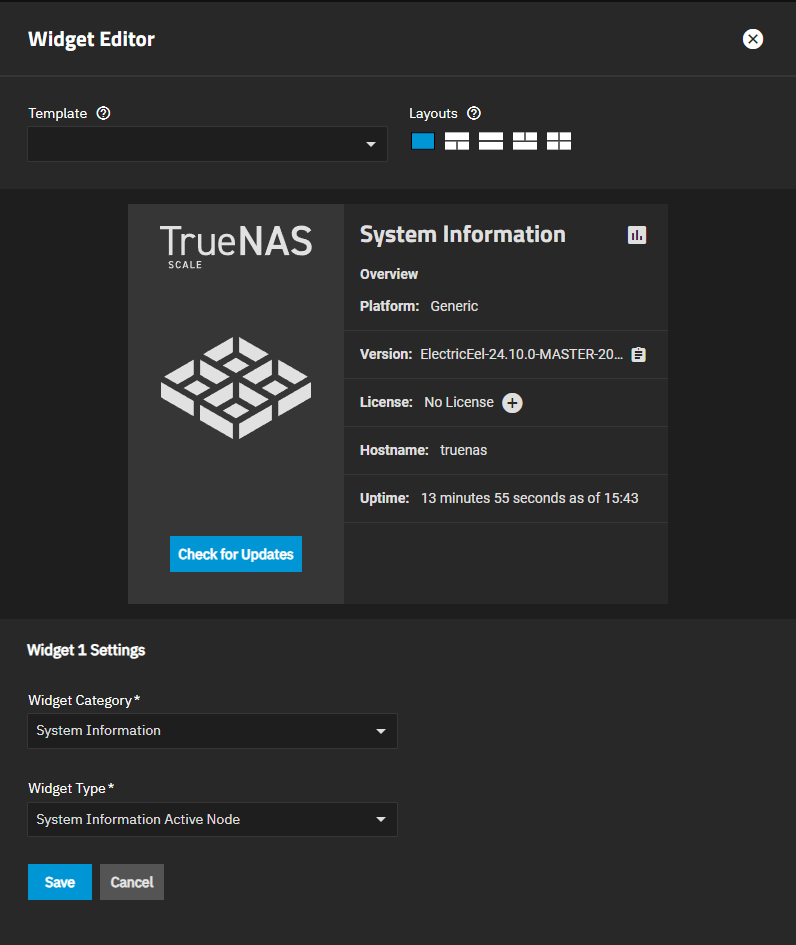 Widget Editor
Template
Layouts
TrueNAS
SCALE
System Information
Overview
Platform: Generic
Version: ElectricEel-24.10.0-MASTER-20...
License: No License
Hostname: truenas
Uptime: 13 minutes 55 seconds as of 15:43
Check for Updates
Widget 1 Settings
Widget Category*
System Information
Widget Type*
System Information Active Node
Save Cancel